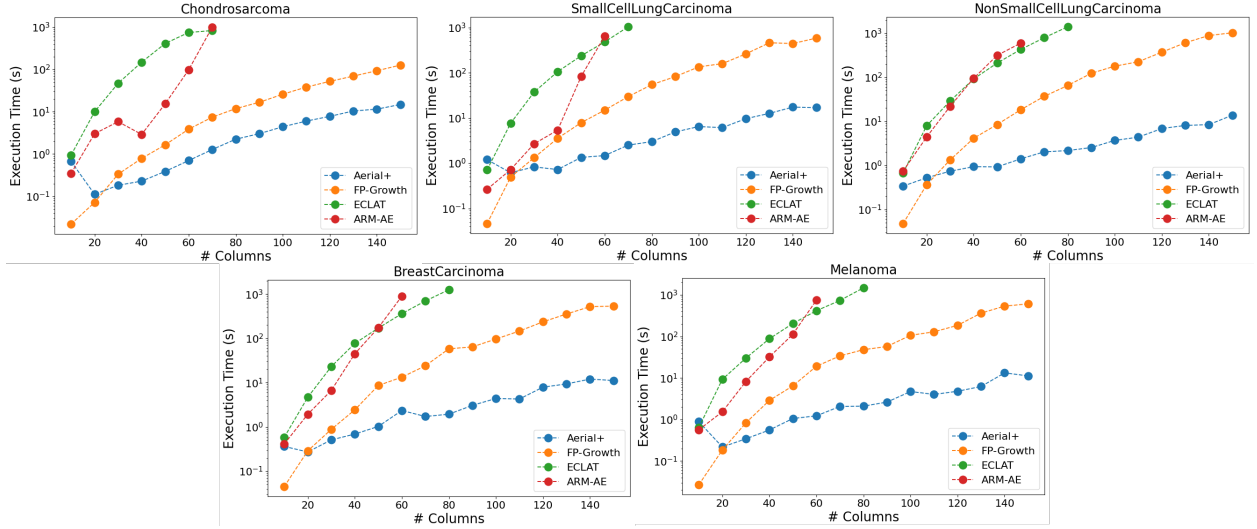 Chondrosarcoma
Execution Time (s)
10³
10²
10¹
10⁰
10⁻¹
Aerial+
FP-Growth
ECLAT
ARM-AE
20 40 60 80 100 120 140
# Columns
SmallCellLungCarcinoma
Execution Time (s)
10³
10²
10¹
10⁰
10⁻¹
Aerial+
FP-Growth
ECLAT
ARM-AE
20 40 60 80 100 120 140
# Columns
NonSmallCellLungCarcinoma
Execution Time (s)
10³
10²
10¹
10⁰
10⁻¹
Aerial+
FP-Growth
ECLAT
ARM-AE
20 40 60 80 100 120 140
# Columns
BreastCarcinoma
Execution Time (s)
10³
10²
10¹
10⁰
10⁻¹
Aerial+
FP-Growth
ECLAT
ARM-AE
20 40 60 80 100 120 140
# Columns
Melanoma
Execution Time (s)
10³
10²
10¹
10⁰
10⁻¹
Aerial+
FP-Growth
ECLAT
ARM-AE
20 40 60 80 100 120 140
# Columns